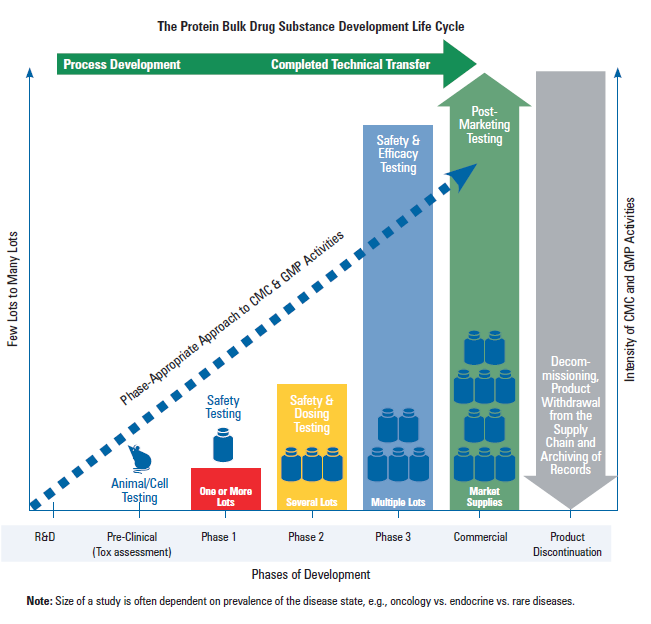 The Protein Bulk Drug Substance Development Life Cycle
Process Development
Completed Technical Transfer
Few Lots to Many Lots
Intensity of CMC and GMP Activities
Phase-Appropriate Approach to CMC & GMP Activities
Animal/Cell
Testing
Safety
Testing
One or More
Lots
Safety &
Dosing
Testing
Several Lots
Safety &
Efficacy
Testing
Multiple Lots
Post-
Marketing
Testing
Market
Supplies
Decom-
missioning,
Product
Withdrawal
from the
Supply
Chain and
Archiving of
Records
R&D
Pre-Clinical
(Tox assessment)
Phase 1
Phase 2
Phase 3
Commercial
Product
Discontinuation
Phases of Development
Note: Size of a study is often dependent on prevalence of the disease state, e.g., oncology vs. endocrine vs. rare diseases.